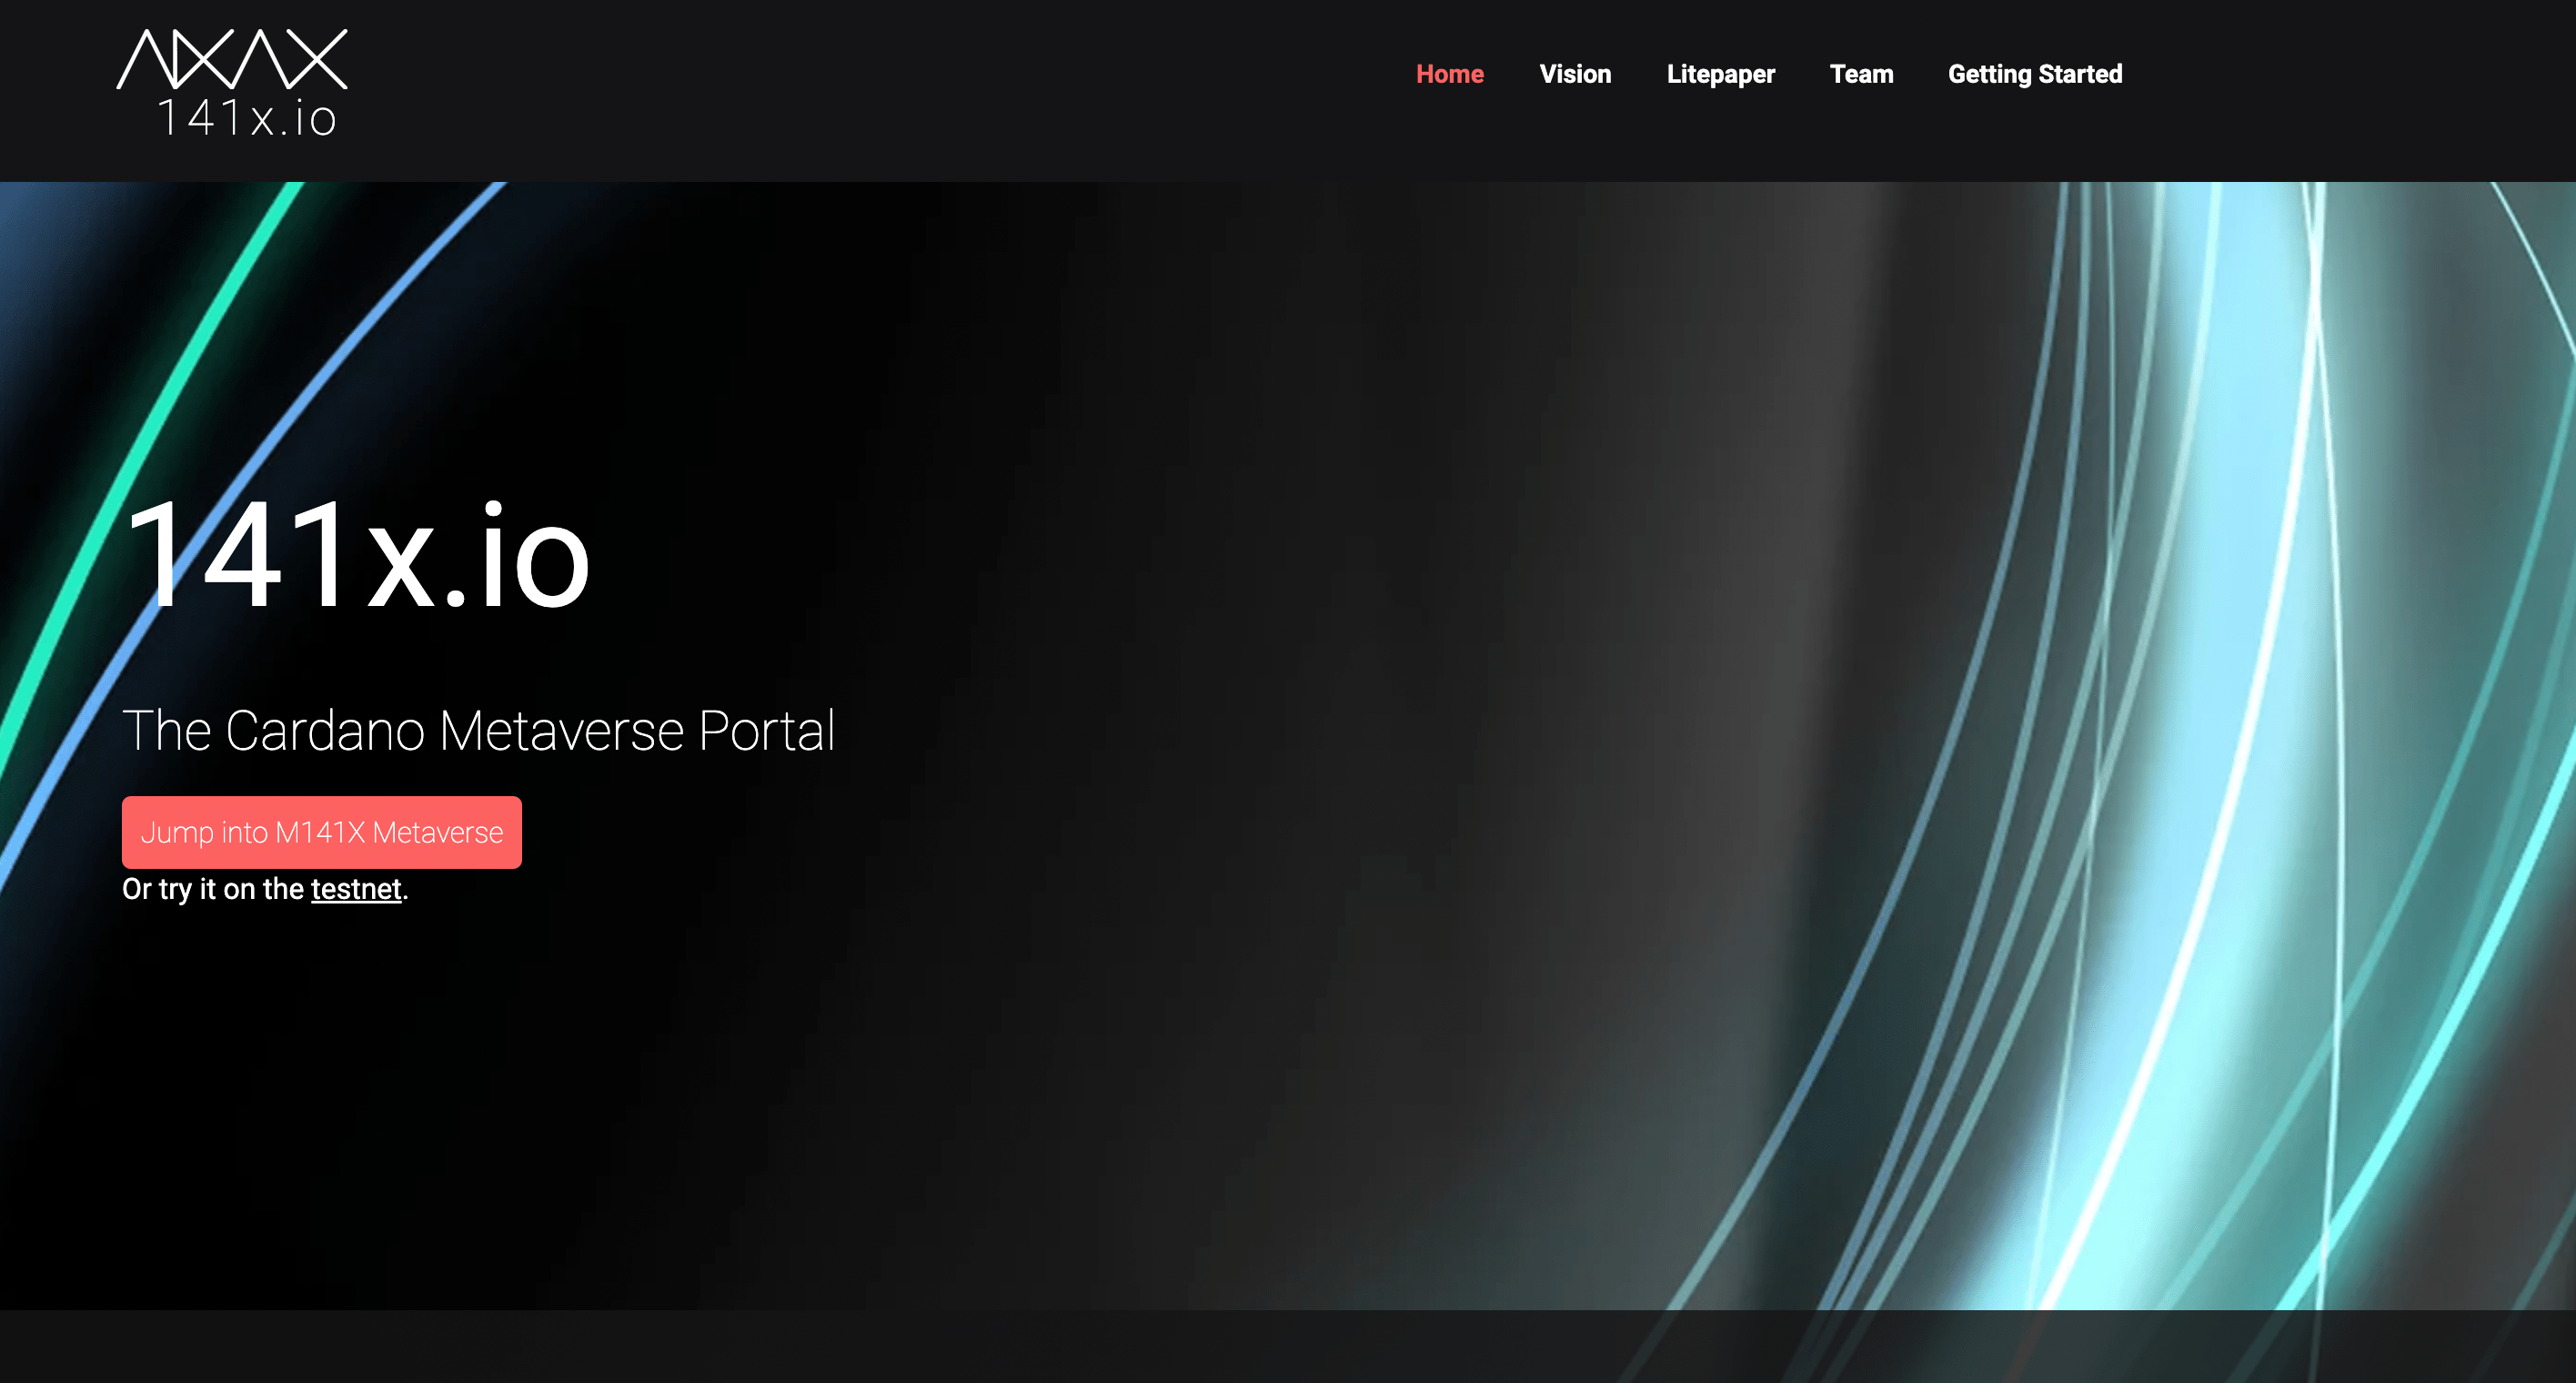 141x.io
Home Vision Litepaper Team Getting Started
141x.io
The Cardano Metaverse Portal
Jump into M141X Metaverse
Or try it on the testnet.